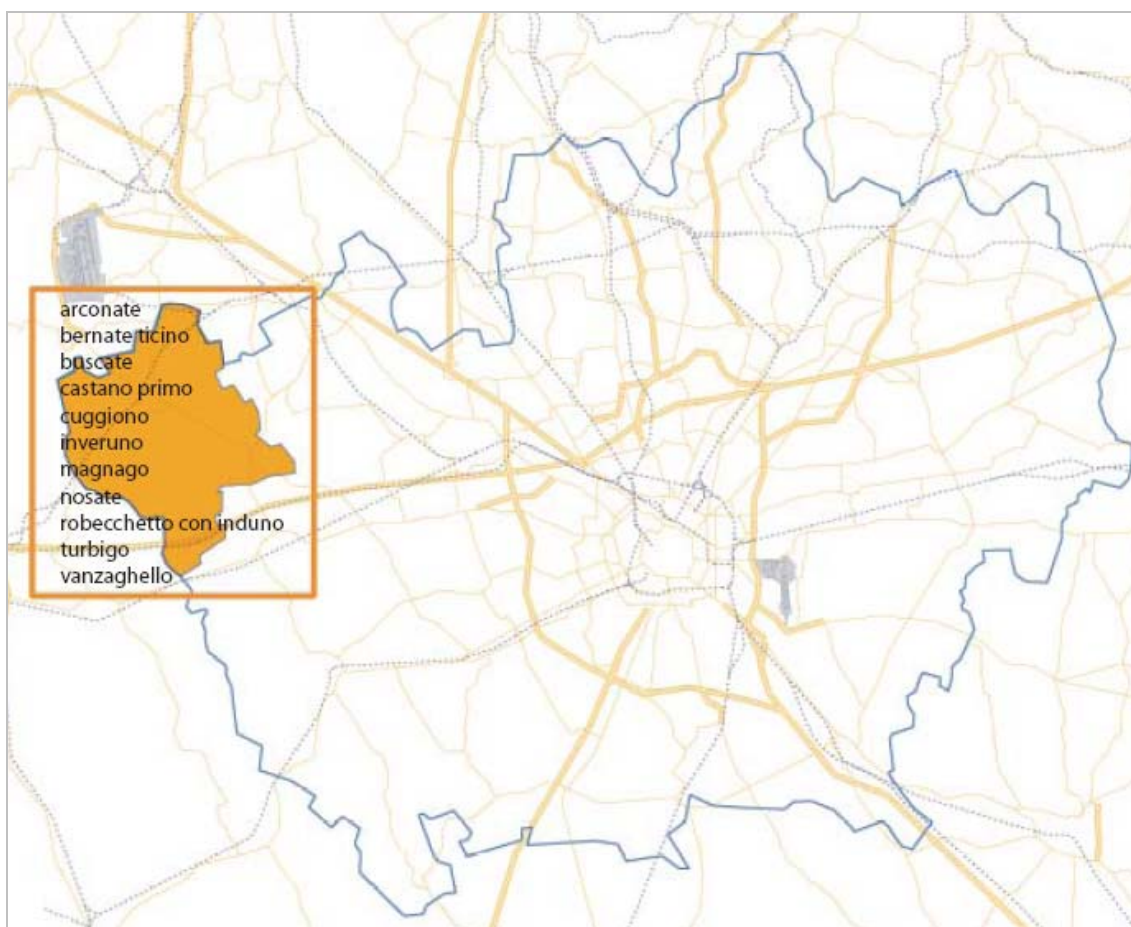 arconate
bernate ticino
buscate
castano primo
cuggiono
inveruno
magnago
nosate
robecchetto con induno
turbigo
vanzaghello